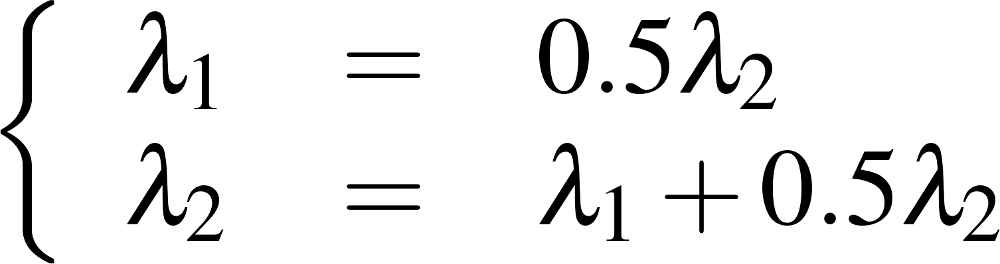 λ₁ = 0.5λ₂
λ₂ = λ₁ + 0.5λ₂